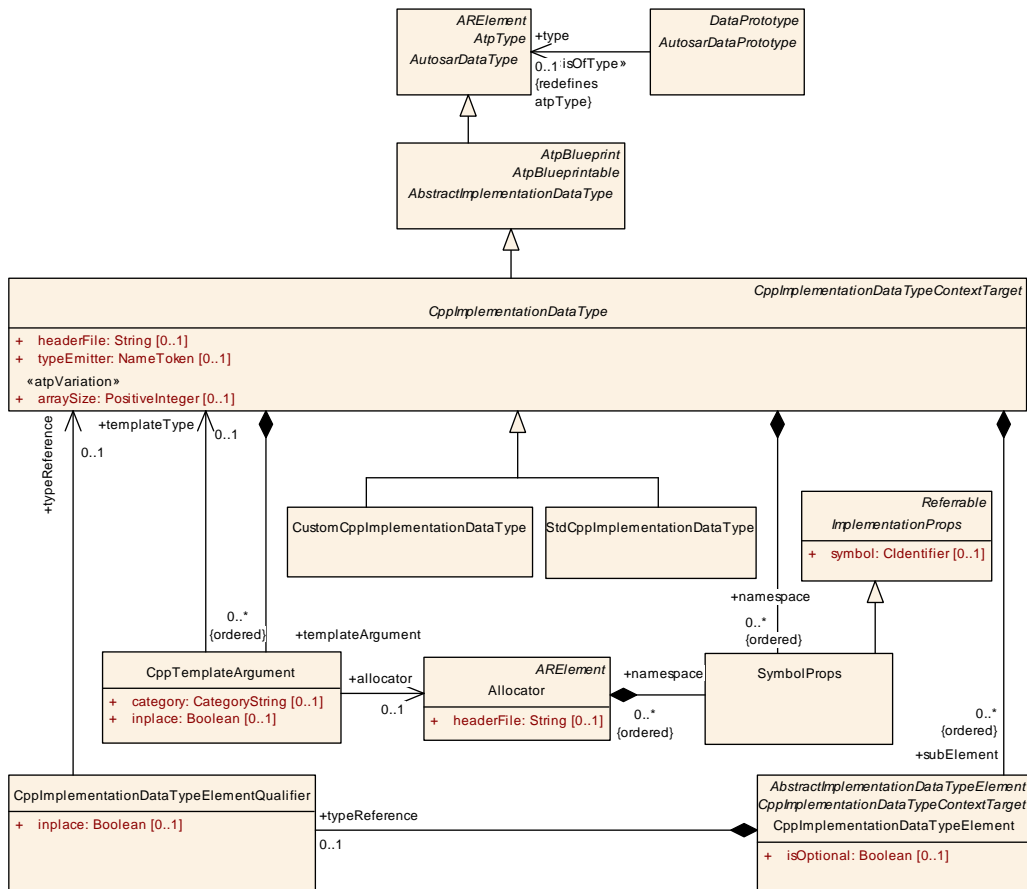 ARElement
AtpType
AutosarDataType
DataPrototype
AutosarDataPrototype
+type
0..1
isOfType»
{redefines
atpType}
AtpBlueprint
AtpBlueprintable
AbstractImplementationDataType
CppImplementationDataTypeContextTarget
CppImplementationDataType
+ headerFile: String [0..1]
+ typeEmitter: NameToken [0..1]
«atpVariation»
+ arraySize: PositiveInteger [0..1]
+typeReference
0..1
+templateType
0..1
CustomCppImplementationDataType
StdCppImplementationDataType
Referrable
ImplementationProps
+ symbol: CIdentifier [0..1]
0..*
{ordered}
+templateArgument
+namespace
0..*
{ordered}
CppTemplateArgument
+ category: CategoryString [0..1]
+ inplace: Boolean [0..1]
+allocator
0..1
ARElement
Allocator
+ headerFile: String [0..1]
+namespace
0..*
{ordered}
SymbolProps
0..*
{ordered}
+subElement
CppImplementationDataTypeElementQualifier
+ inplace: Boolean [0..1]
+typeReference
0..1
AbstractImplementationDataTypeElement
CppImplementationDataTypeContextTarget
CppImplementationDataTypeElement
+ isOptional: Boolean [0..1]